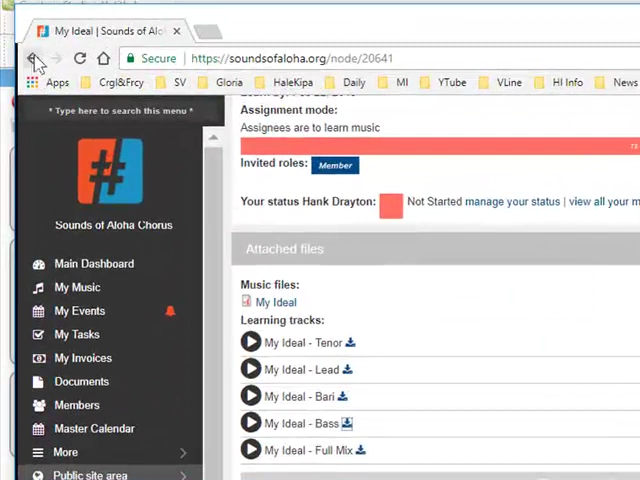 My Ideal | Sounds of Alo
Secure | https://soundsofaloha.org/node/20641
Apps Crgl&Frcy SV Gloria HaleKipa Daily MI YTube VLine HI Info News
* Type here to search this menu *
#
Sounds of Aloha Chorus
Main Dashboard
My Music
My Events
My Tasks
My Invoices
Documents
Members
Master Calendar
More
Public site area
Assignment mode:
Assignees are to learn music
Invited roles: Member
Your status Hank Drayton: Not Started manage your status | view all your m
Attached files
Music files:
My Ideal
Learning tracks:
My Ideal - Tenor
My Ideal - Lead
My Ideal - Bari
My Ideal - Bass
My Ideal - Full Mix